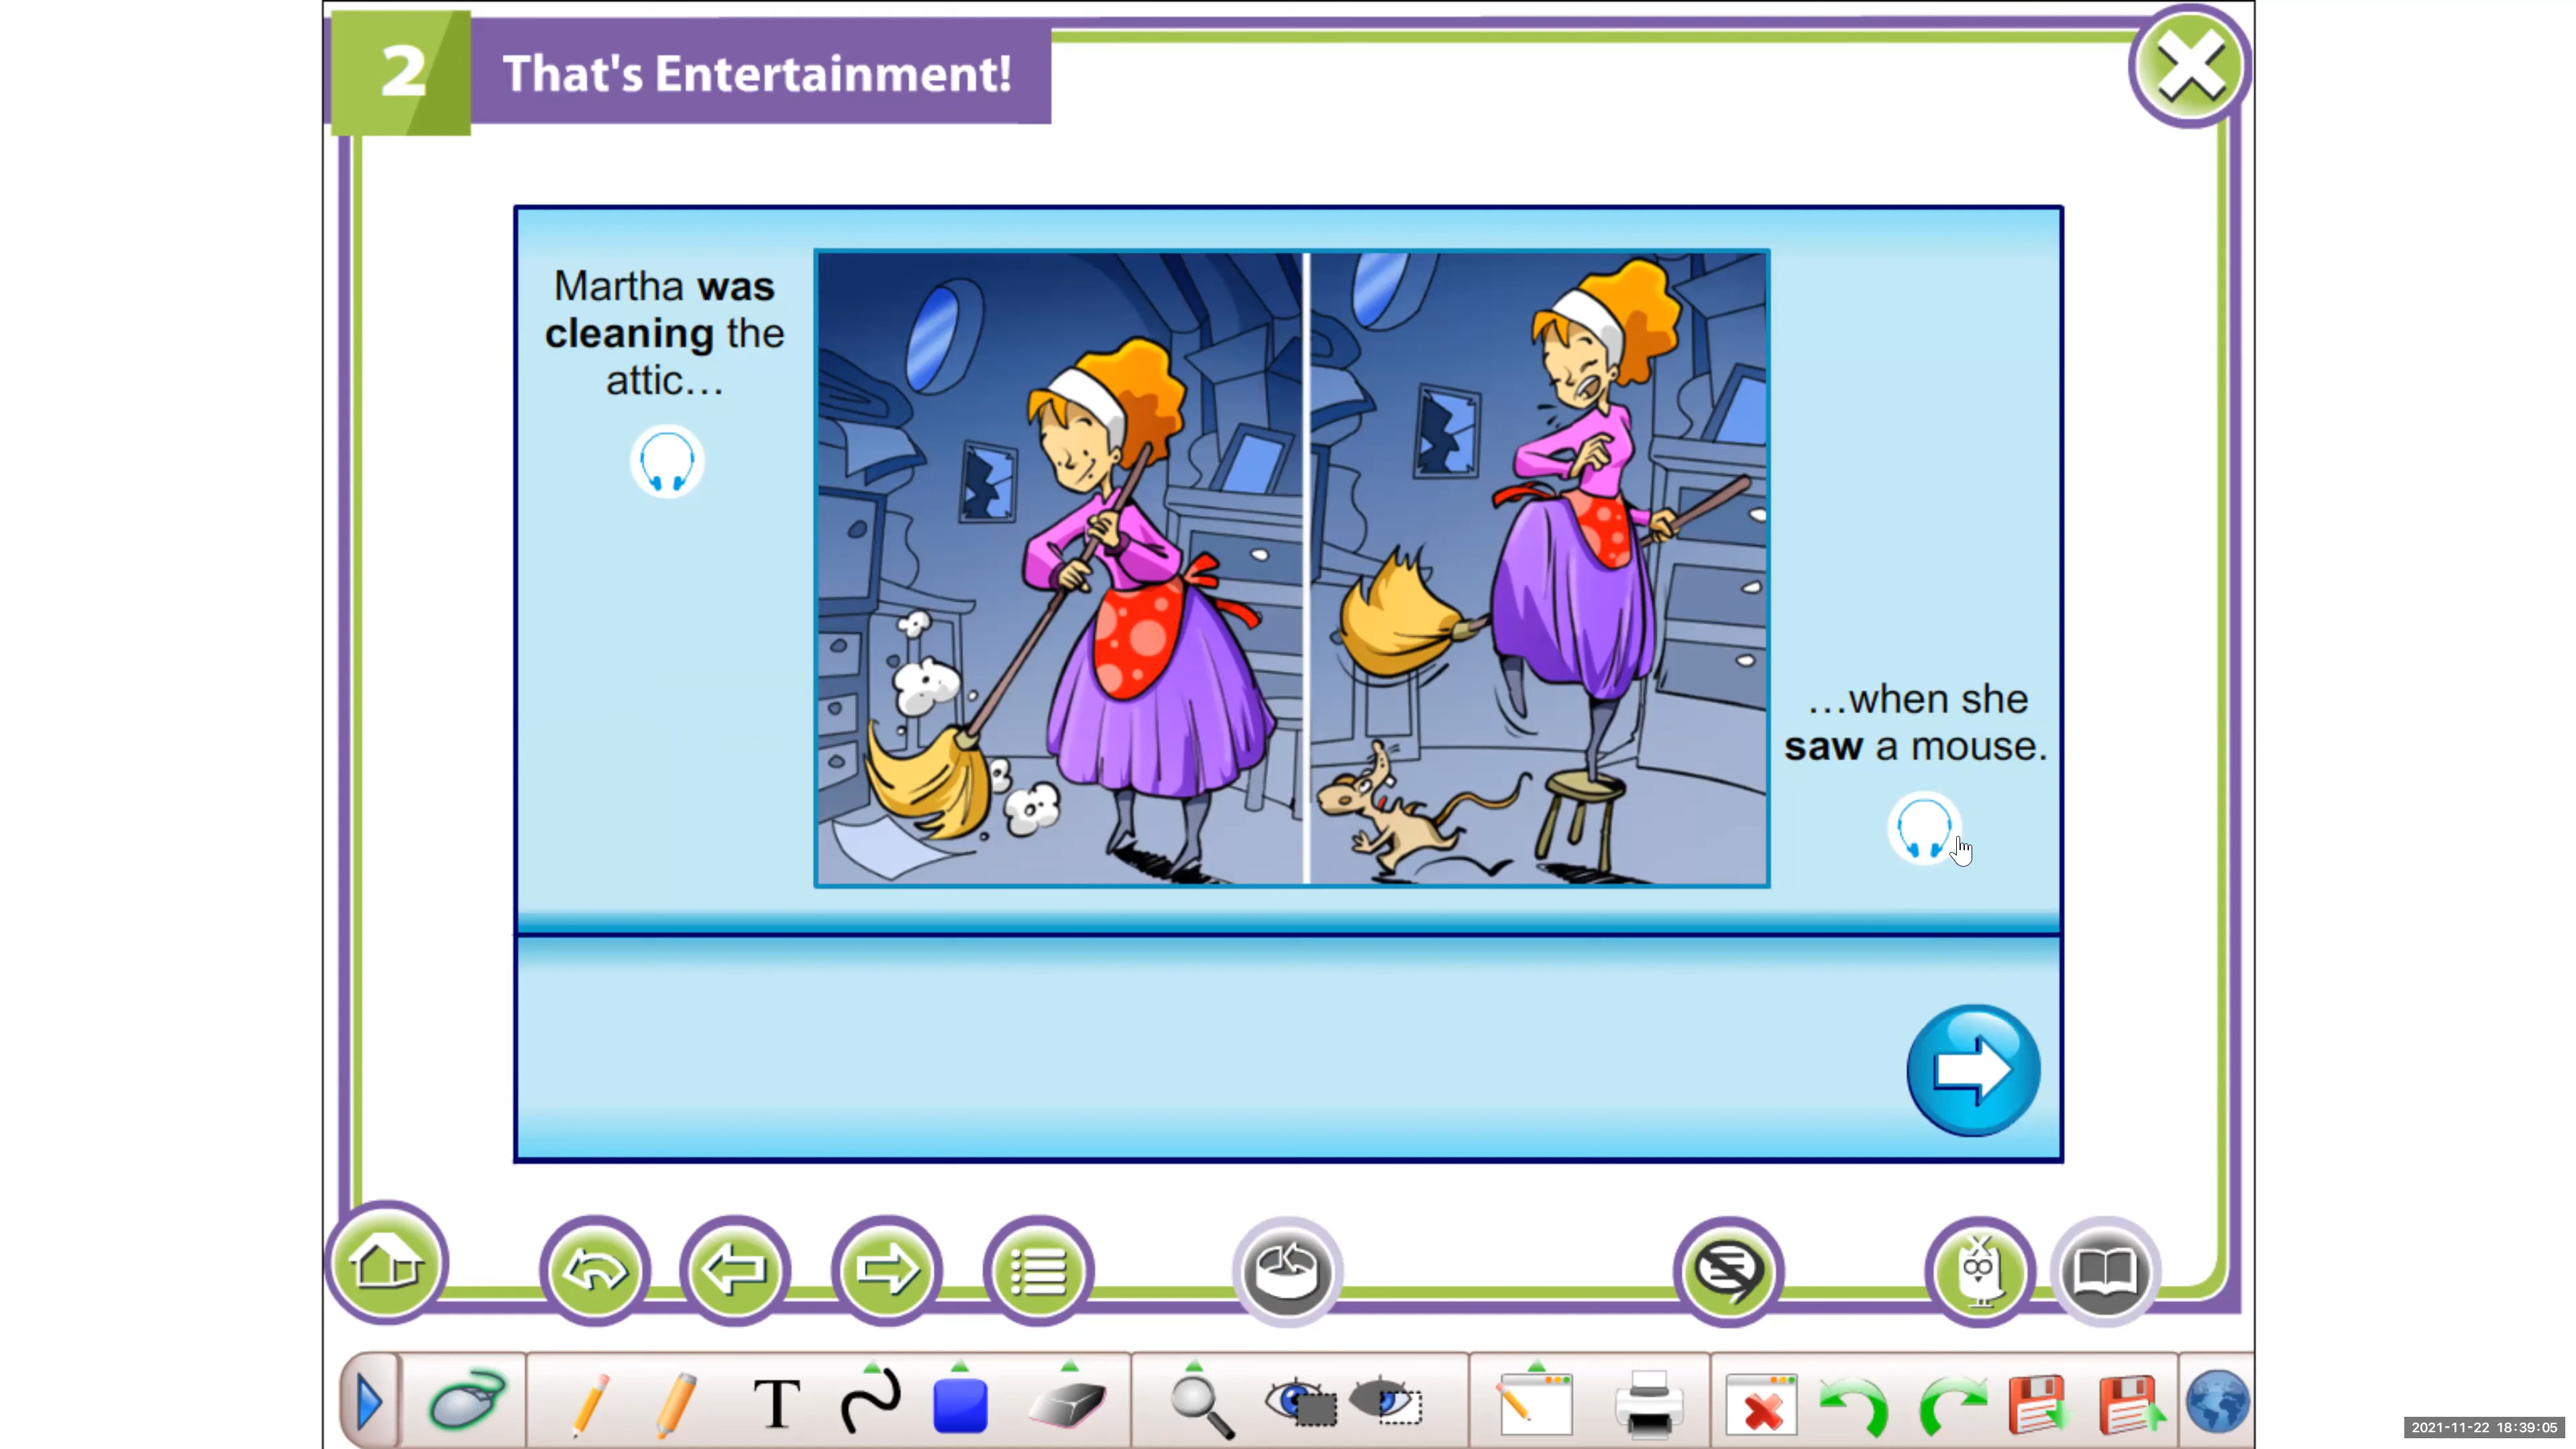 2
That's Entertainment!
Martha was
cleaning the
attic...
...when she
saw a mouse.
T
2021-11-22 18:39:05